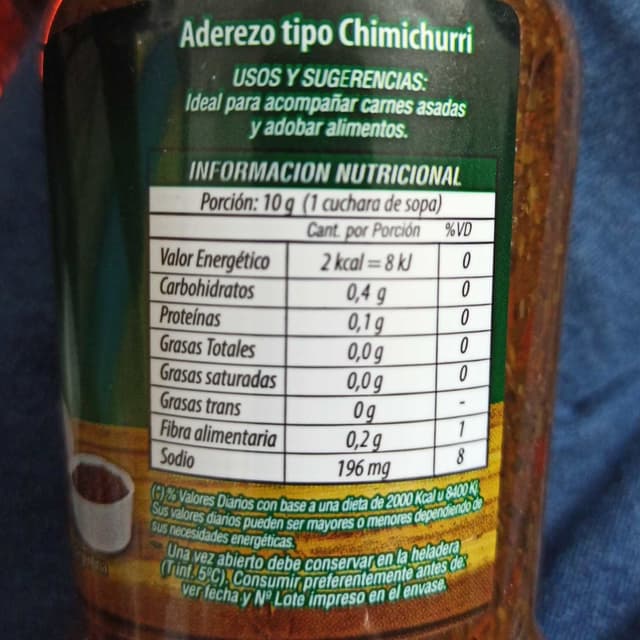 Aderezo tipo Chimichurri
USOS Y SUGERENCIAS:
Ideal para acompañar carnes asadas
y adobar alimentos.
INFORMACION NUTRICIONAL
Porción: 10 g (1 cuchara de sopa)
Cant. por Porción %VD
Valor Energético 2 kcal = 8 kJ 0
Carbohidratos 0,4 g 0
Proteínas 0,1 g 0
Grasas Totales 0,0 g 0
Grasas saturadas 0,0 g 0
Grasas trans 0 g -
Fibra alimentaria 0,2 g 1
Sodio 196 mg 8
(*) % Valores Diarios con base a una dieta de 2000 Kcal u 8400 Kj.
Sus valores diarios pueden ser mayores o menores dependiendo de
sus necesidades energéticas.
Una vez abierto debe conservar en la heladera
(T inf. 5ºC). Consumir preferentemente antes de:
ver fecha y Nº Lote impreso en el envase.